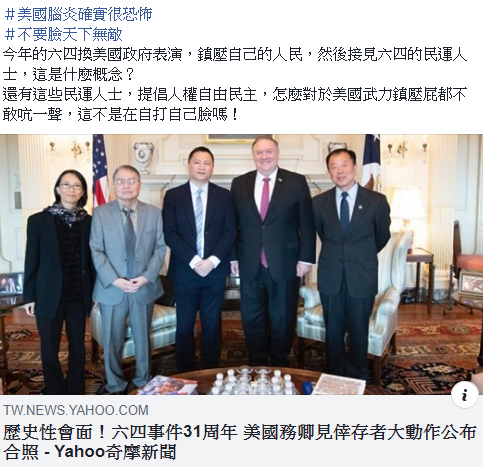 #美國腦炎確實很恐怖
#不要臉天下無敵
今年的六四換美國政府表演，鎮壓自己的人民，然後接見六四的民運人
士，這是什麼概念？
還有這些民運人士，提倡人權自由民主，怎麼對於美國武力鎮壓屁都不
敢吭一聲，這不是在自打自己臉嗎！
TW.NEWS.YAHOO.COM
歷史性會面！六四事件31周年 美國務卿見倖存者大動作公布
合照 - Yahoo奇摩新聞